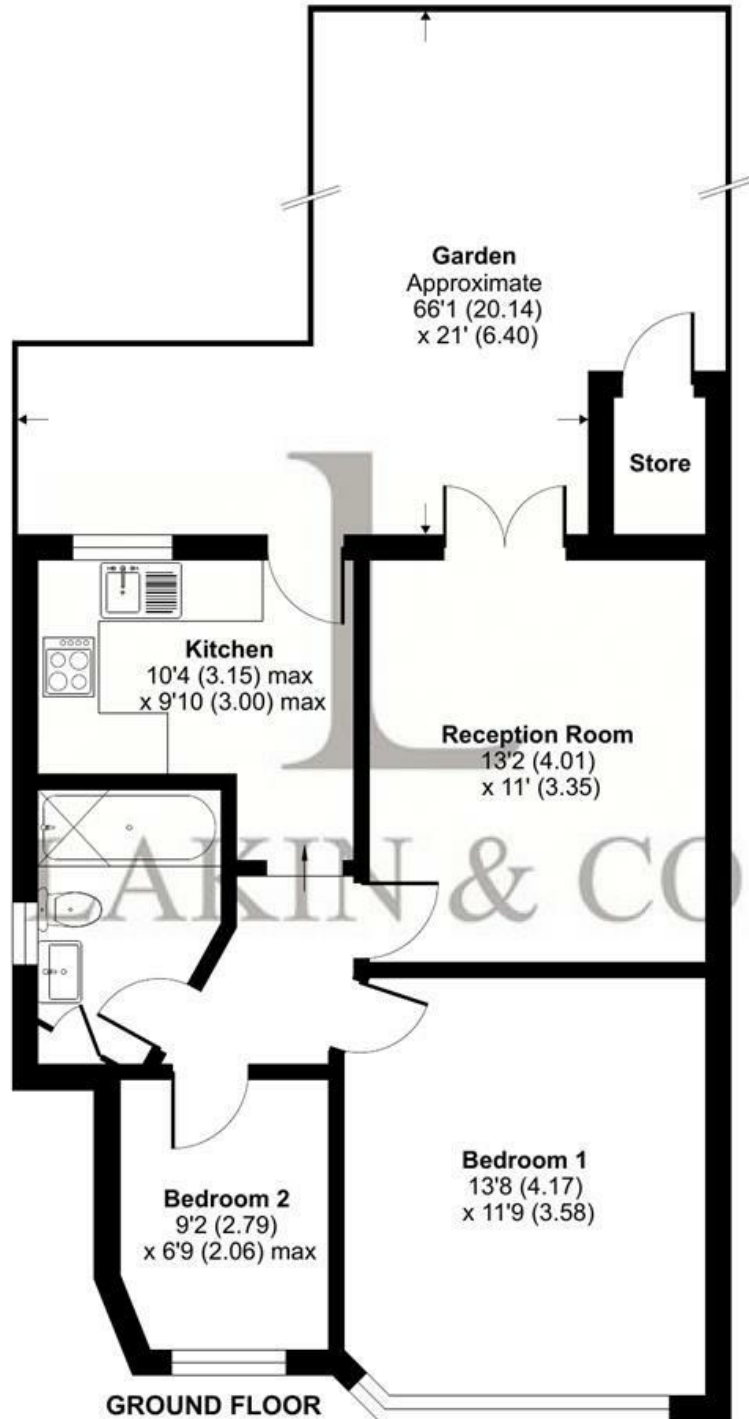 Garden
Approximate
66'1 (20.14)
x 21' (6.40)
Store
Kitchen
10'4 (3.15) max
x 9'10 (3.00) max
Reception Room
13'2 (4.01)
x 11' (3.35)
L
LAKIN & CO
Bedroom 1
13'8 (4.17)
x 11'9 (3.58)
Bedroom 2
9'2 (2.79)
x 6'9 (2.06) max
GROUND FLOOR